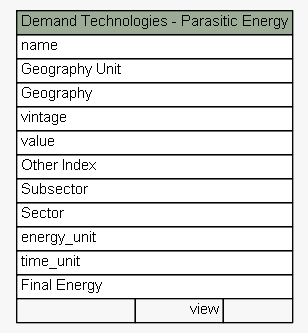 Demand Technologies - Parasitic Energy
name
Geography Unit
Geography
vintage
value
Other Index
Subsector
Sector
energy_unit
time_unit
Final Energy
view